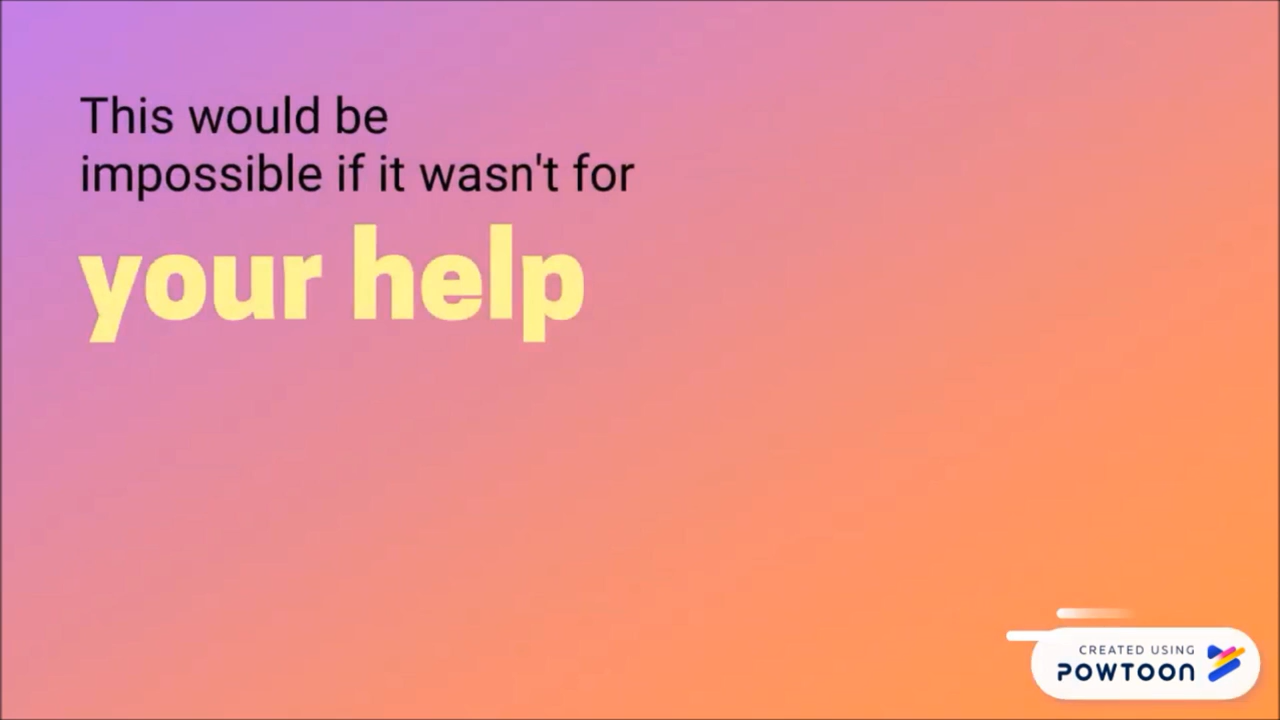 This would be
impossible if it wasn't for
your help
CREATED USING
POWTOON